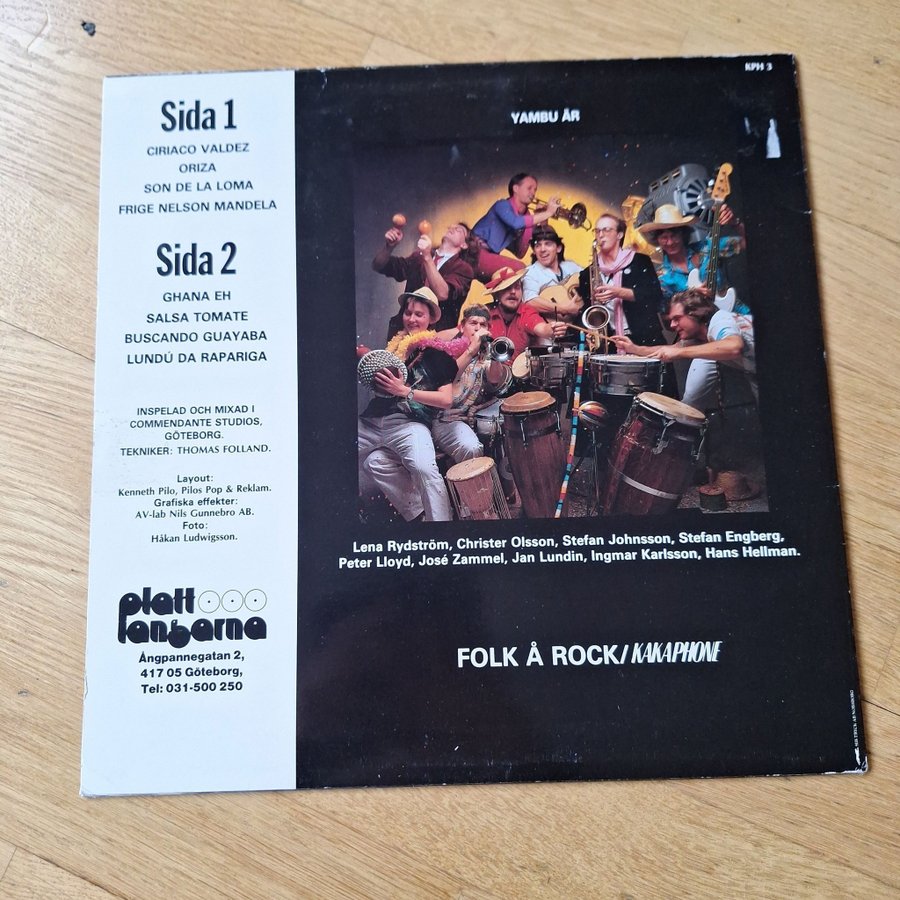 Sida 1
CIRIACO VALDEZ
ORIZA
SON DE LA LOMA
FRIGE NELSON MANDELA
Sida 2
GHANA EH
SALSA TOMATE
BUSCANDO GUAYABA
LUNDÚ DA RAPARIGA
INSPELAD OCH MIXAD I
COMMENDANTE STUDIOS,
GÖTEBORG.
TEKNIKER: THOMAS FOLLAND.
Layout:
Kenneth Pilo, Pilos Pop & Reklam.
Grafiska effekter:
AV-lab Nils Gunnebro AB.
Foto:
Håkan Ludwigsson.
platt
langarna
Ångpannegatan 2,
417 05 Göteborg,
Tel: 031-500 250
KPH 3
YAMBU ÄR
Lena Rydström, Christer Olsson, Stefan Johnsson, Stefan Engberg,
Peter Lloyd, José Zammel, Jan Lundin, Ingmar Karlsson, Hans Hellman.
FOLK Å ROCK/KAKAPHONE